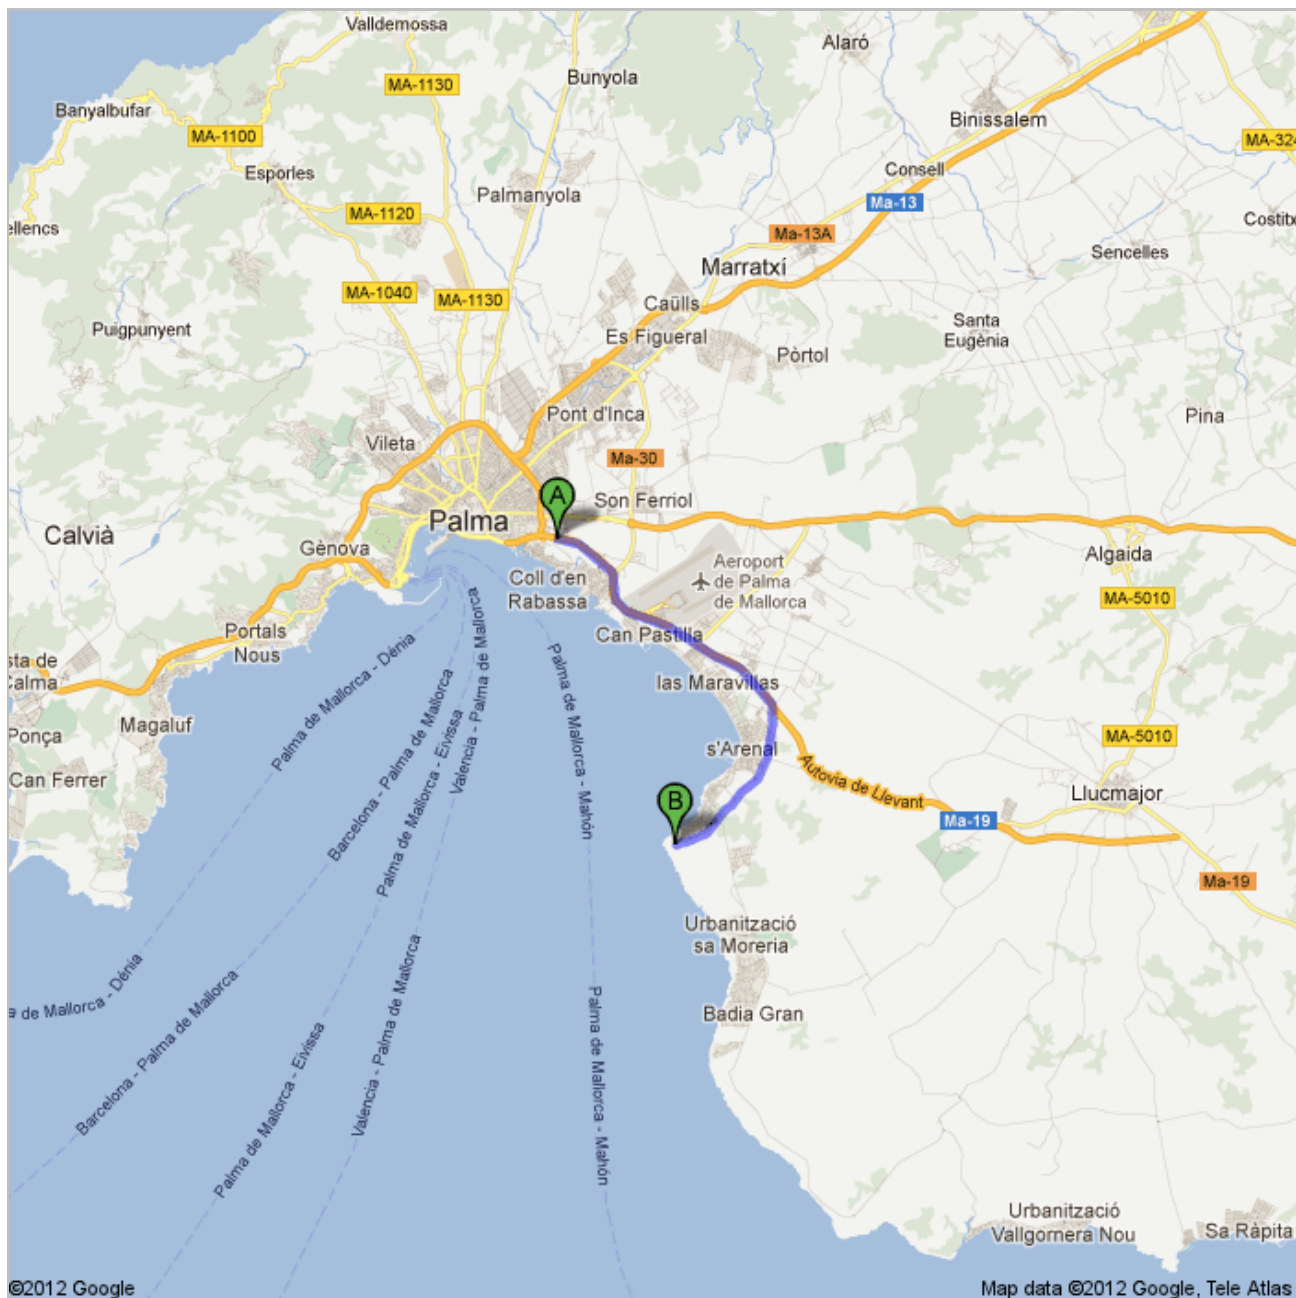 Valldemossa
Alaró
Bunyola
MA-1130
Banyalbufar
MA-1100
Binissalem
MA-324
Esporles
Consell
Palmanyola
Ma-13
MA-1120
ellencs
Costitx
Ma-13A
Sencelles
Marratxí
MA-1040
MA-1130
Caülls
Puigpunyent
Es Figueral
Santa
Eugènia
Pòrtol
Pont d'Inca
Pina
Vileta
Ma-30
A
Son Ferriol
Palma
Calvià
Gènova
Algaida
Aeroport
de Palma
de Mallorca
Coll d'en
Rabassa
MA-5010
Portals
Nous
Can Pastilla
sta de
Calma
las Maravillas
Magaluf
Ponça
MA-5010
s'Arenal
Can Ferrer
Autovia de Llevant
Llucmajor
B
Ma-19
Ma-19
Palma de Mallorca - Dénia
Barcelona - Palma de Mallorca
Palma de Mallorca - Eivissa
Valencia - Palma de Mallorca
Palma de Mallorca - Mahón
Urbanització
sa Moreria
Badia Gran
a de Mallorca - Dénia
Barcelona - Palma de Mallorca
Palma de Mallorca - Eivissa
Valencia - Palma de Mallorca
Palma de Mallorca - Mahón
Urbanització
Vallgornera Nou
Sa Ràpita
©2012 Google
Map data ©2012 Google, Tele Atlas